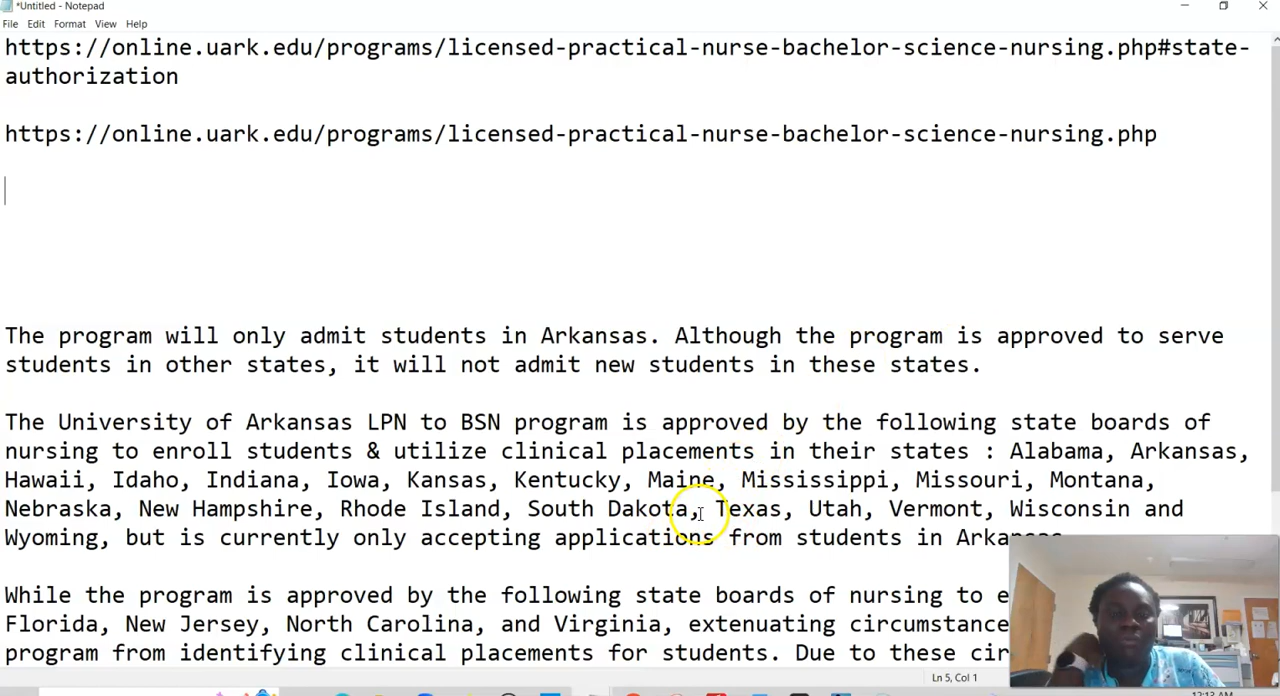 *Untitled - Notepad
File Edit Format View Help
https://online.uark.edu/programs/licensed-practical-nurse-bachelor-science-nursing.php#state-
authorization
https://online.uark.edu/programs/licensed-practical-nurse-bachelor-science-nursing.php
The program will only admit students in Arkansas. Although the program is approved to serve
students in other states, it will not admit new students in these states.
The University of Arkansas LPN to BSN program is approved by the following state boards of
nursing to enroll students & utilize clinical placements in their states : Alabama, Arkansas,
Hawaii, Idaho, Indiana, Iowa, Kansas, Kentucky, Maine, Mississippi, Missouri, Montana,
Nebraska, New Hampshire, Rhode Island, South Dakota, Texas, Utah, Vermont, Wisconsin and
Wyoming, but is currently only accepting applications from students in Arkansas
While the program is approved by the following state boards of nursing to e
Florida, New Jersey, North Carolina, and Virginia, extenuating circumstance
program from identifying clinical placements for students. Due to these cir
Ln 5, Col 1